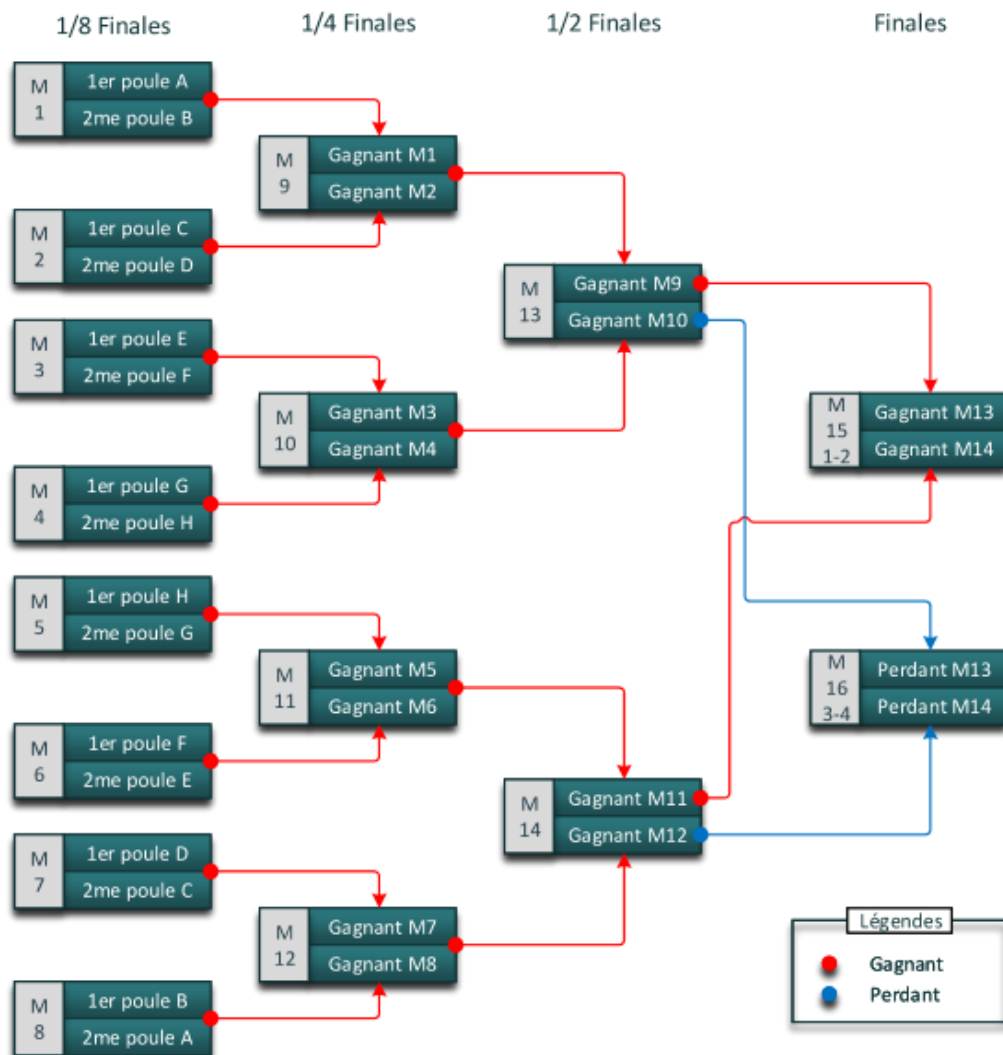 1/8 Finales
1/4 Finales
1/2 Finales
Finales
M
1
1er poule A
2me poule B
M
2
1er poule C
2me poule D
M
3
1er poule E
2me poule F
M
4
1er poule G
2me poule H
M
5
1er poule H
2me poule G
M
6
1er poule F
2me poule E
M
7
1er poule D
2me poule C
M
8
1er poule B
2me poule A
M
9
Gagnant M1
Gagnant M2
M
10
Gagnant M3
Gagnant M4
M
11
Gagnant M5
Gagnant M6
M
12
Gagnant M7
Gagnant M8
M
13
Gagnant M9
Gagnant M10
M
14
Gagnant M11
Gagnant M12
M
15
1-2
Gagnant M13
Gagnant M14
M
16
3-4
Perdant M13
Perdant M14
Légendes
Gagnant
Perdant